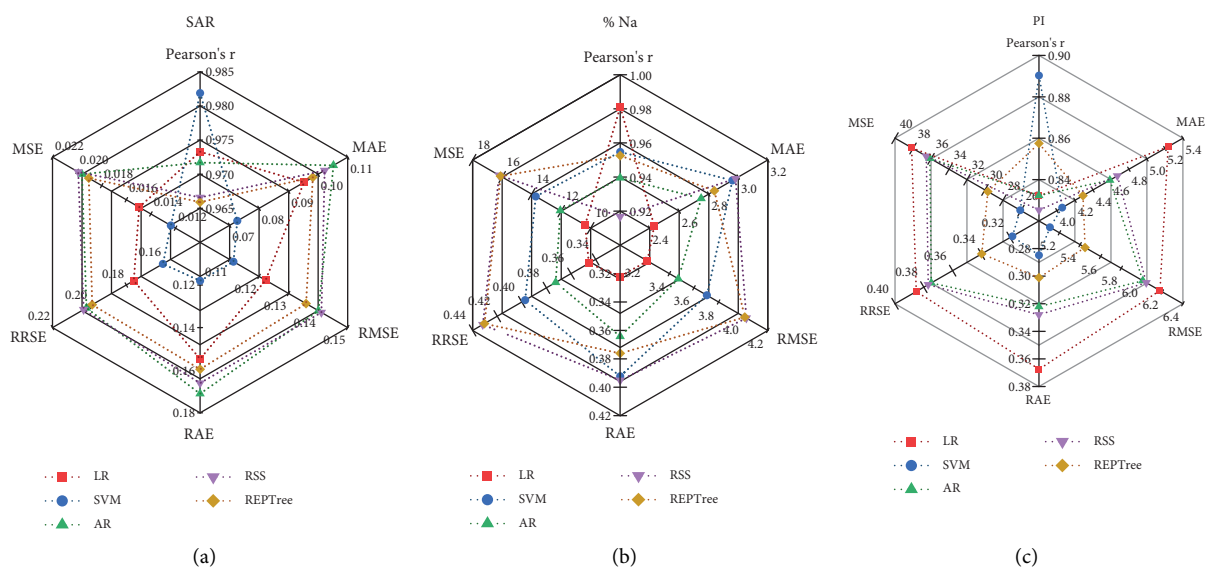 SAR
Pearson's r
0.985
0.980
0.975
0.970
0.965
MAE
0.11
0.10
0.09
0.08
0.07
RMSE
0.15
0.14
0.13
0.12
0.11
RAE
0.18
0.16
0.14
0.12
RRSE
0.22
0.20
0.18
0.16
MSE
0.022
0.020
0.018
0.016
0.014
0.012
LR
SVM
AR
RSS
REPTree
(a)
% Na
Pearson's r
1.00
0.98
0.96
0.94
0.92
MAE
3.2
3.0
2.8
2.6
2.4
RMSE
4.2
4.0
3.8
3.6
3.4
3.2
RAE
0.42
0.40
0.38
0.36
0.34
0.32
RRSE
0.44
0.42
0.40
0.38
0.36
0.34
MSE
18
16
14
12
10
LR
SVM
AR
RSS
REPTree
(b)
PI
Pearson's r
0.90
0.88
0.86
0.84
MAE
5.4
5.2
5.0
4.8
4.6
4.4
4.2
4.0
RMSE
6.4
6.2
6.0
5.8
5.6
5.4
5.2
RAE
0.38
0.36
0.34
0.32
0.30
0.28
RRSE
0.40
0.38
0.36
0.34
0.32
MSE
40
38
36
34
32
30
28
26
LR
SVM
AR
RSS
REPTree
(c)